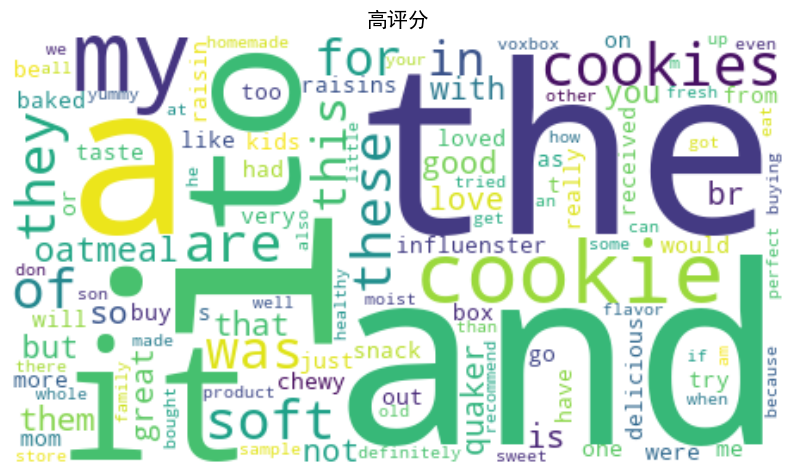 高评分
we
my
to
homemade
for
your
in
voxbox
on
up
even
be
all
raisin
cookies
m
a
yummy
too
raisins
with
the
other
you
fresh
from
baked
at
they
taste
like
kids
this
little
loved
how
received
got
eat
or
he
had
good
as
really
t
tried
an
love
get
br
buying
very
these
can
oatmeal
are
also
influenster
some
would
perfect
don
of
son
I
cookie
it
so
buy
s
well
healthy
moist
and
box
flavor
will
that
than
but
made
was
just
snack
go
delicious
if
am
because
there
more
great
chewy
out
quaker
recommend
have
try
whole
family
product
when
them
bought
soft
old
mom
not
definitely
is
one
were
me
store
sample
sweet